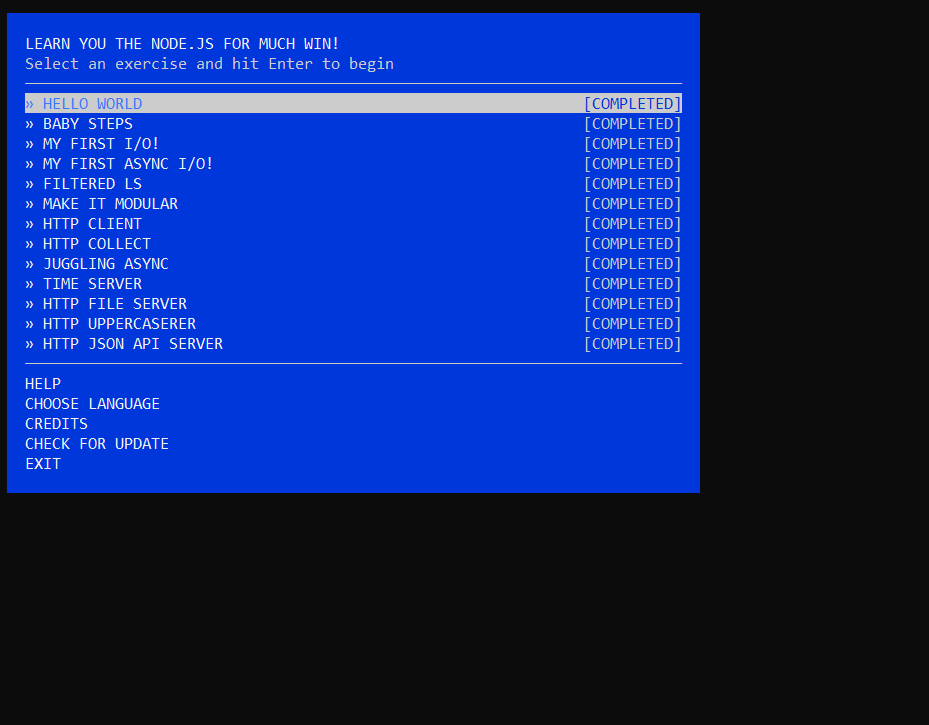 LEARN YOU THE NODE.JS FOR MUCH WIN!
Select an exercise and hit Enter to begin
» HELLO WORLD [COMPLETED]
» BABY STEPS [COMPLETED]
» MY FIRST I/O! [COMPLETED]
» MY FIRST ASYNC I/O! [COMPLETED]
» FILTERED LS [COMPLETED]
» MAKE IT MODULAR [COMPLETED]
» HTTP CLIENT [COMPLETED]
» HTTP COLLECT [COMPLETED]
» JUGGLING ASYNC [COMPLETED]
» TIME SERVER [COMPLETED]
» HTTP FILE SERVER [COMPLETED]
» HTTP UPPERCASERER [COMPLETED]
» HTTP JSON API SERVER [COMPLETED]
HELP
CHOOSE LANGUAGE
CREDITS
CHECK FOR UPDATE
EXIT